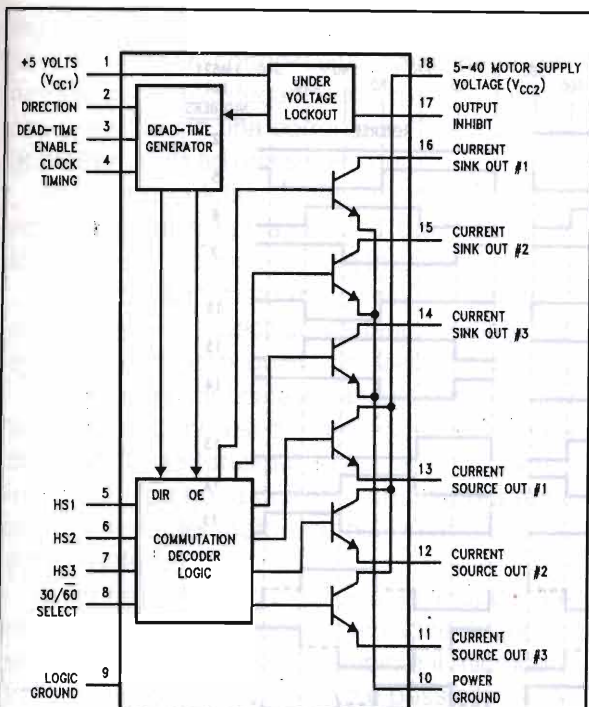 +5 VOLTS
(VCC1)
1
DIRECTION
2
DEAD-TIME
ENABLE
3
CLOCK
TIMING
4
DEAD-TIME
GENERATOR
UNDER
VOLTAGE
LOCKOUT
18
5-40 MOTOR SUPPLY
VOLTAGE (VCC2)
17
OUTPUT
INHIBIT
16
CURRENT
SINK OUT #1
15
CURRENT
SINK OUT #2
14
CURRENT
SINK OUT #3
13
CURRENT
SOURCE OUT #1
12
CURRENT
SOURCE OUT #2
11
CURRENT
SOURCE OUT #3
10
POWER
GROUND
HS1
5
HS2
6
HS3
7
30/60
SELECT
8
LOGIC
GROUND
9
DIR OE
COMMUTATION
DECODER
LOGIC